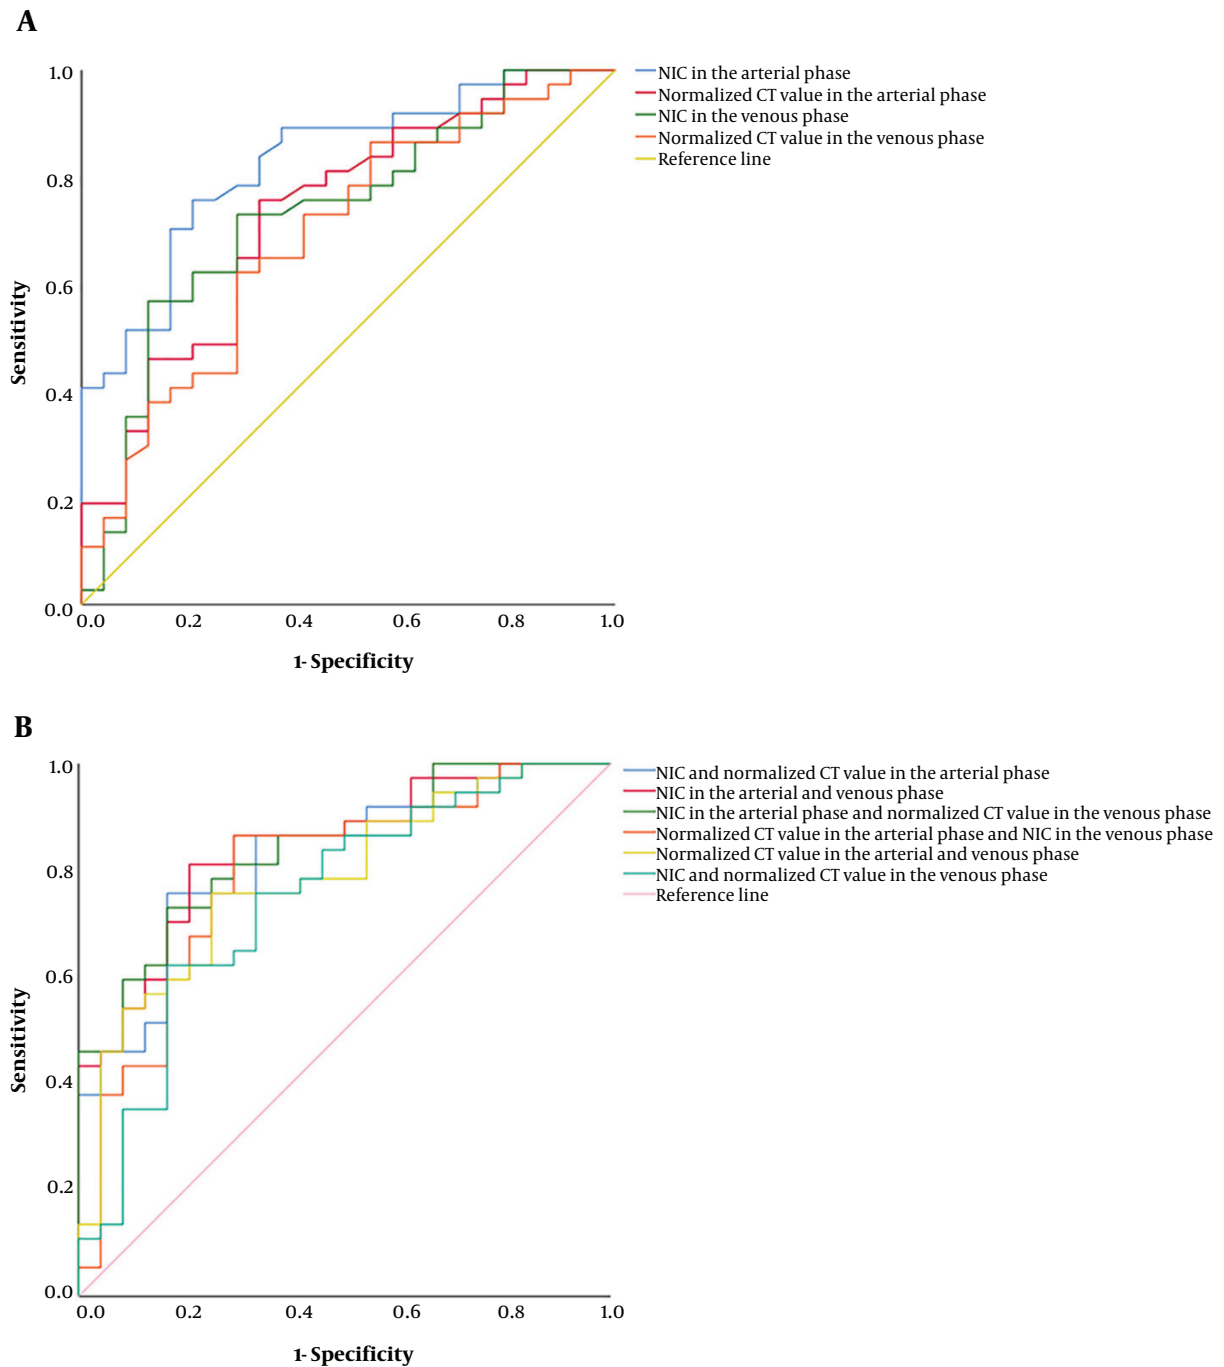 A
1.0
0.8
0.6
0.4
0.2
0.0
Sensitivity
0.0 0.2 0.4 0.6 0.8 1.0
1- Specificity
NIC in the arterial phase
Normalized CT value in the arterial phase
NIC in the venous phase
Normalized CT value in the venous phase
Reference line
B
1.0
0.8
0.6
0.4
0.2
0.0
Sensitivity
0.0 0.2 0.4 0.6 0.8 1.0
1- Specificity
NIC and normalized CT value in the arterial phase
NIC in the arterial and venous phase
NIC in the arterial phase and normalized CT value in the venous phase
Normalized CT value in the arterial phase and NIC in the venous phase
Normalized CT value in the arterial and venous phase
NIC and normalized CT value in the venous phase
Reference line